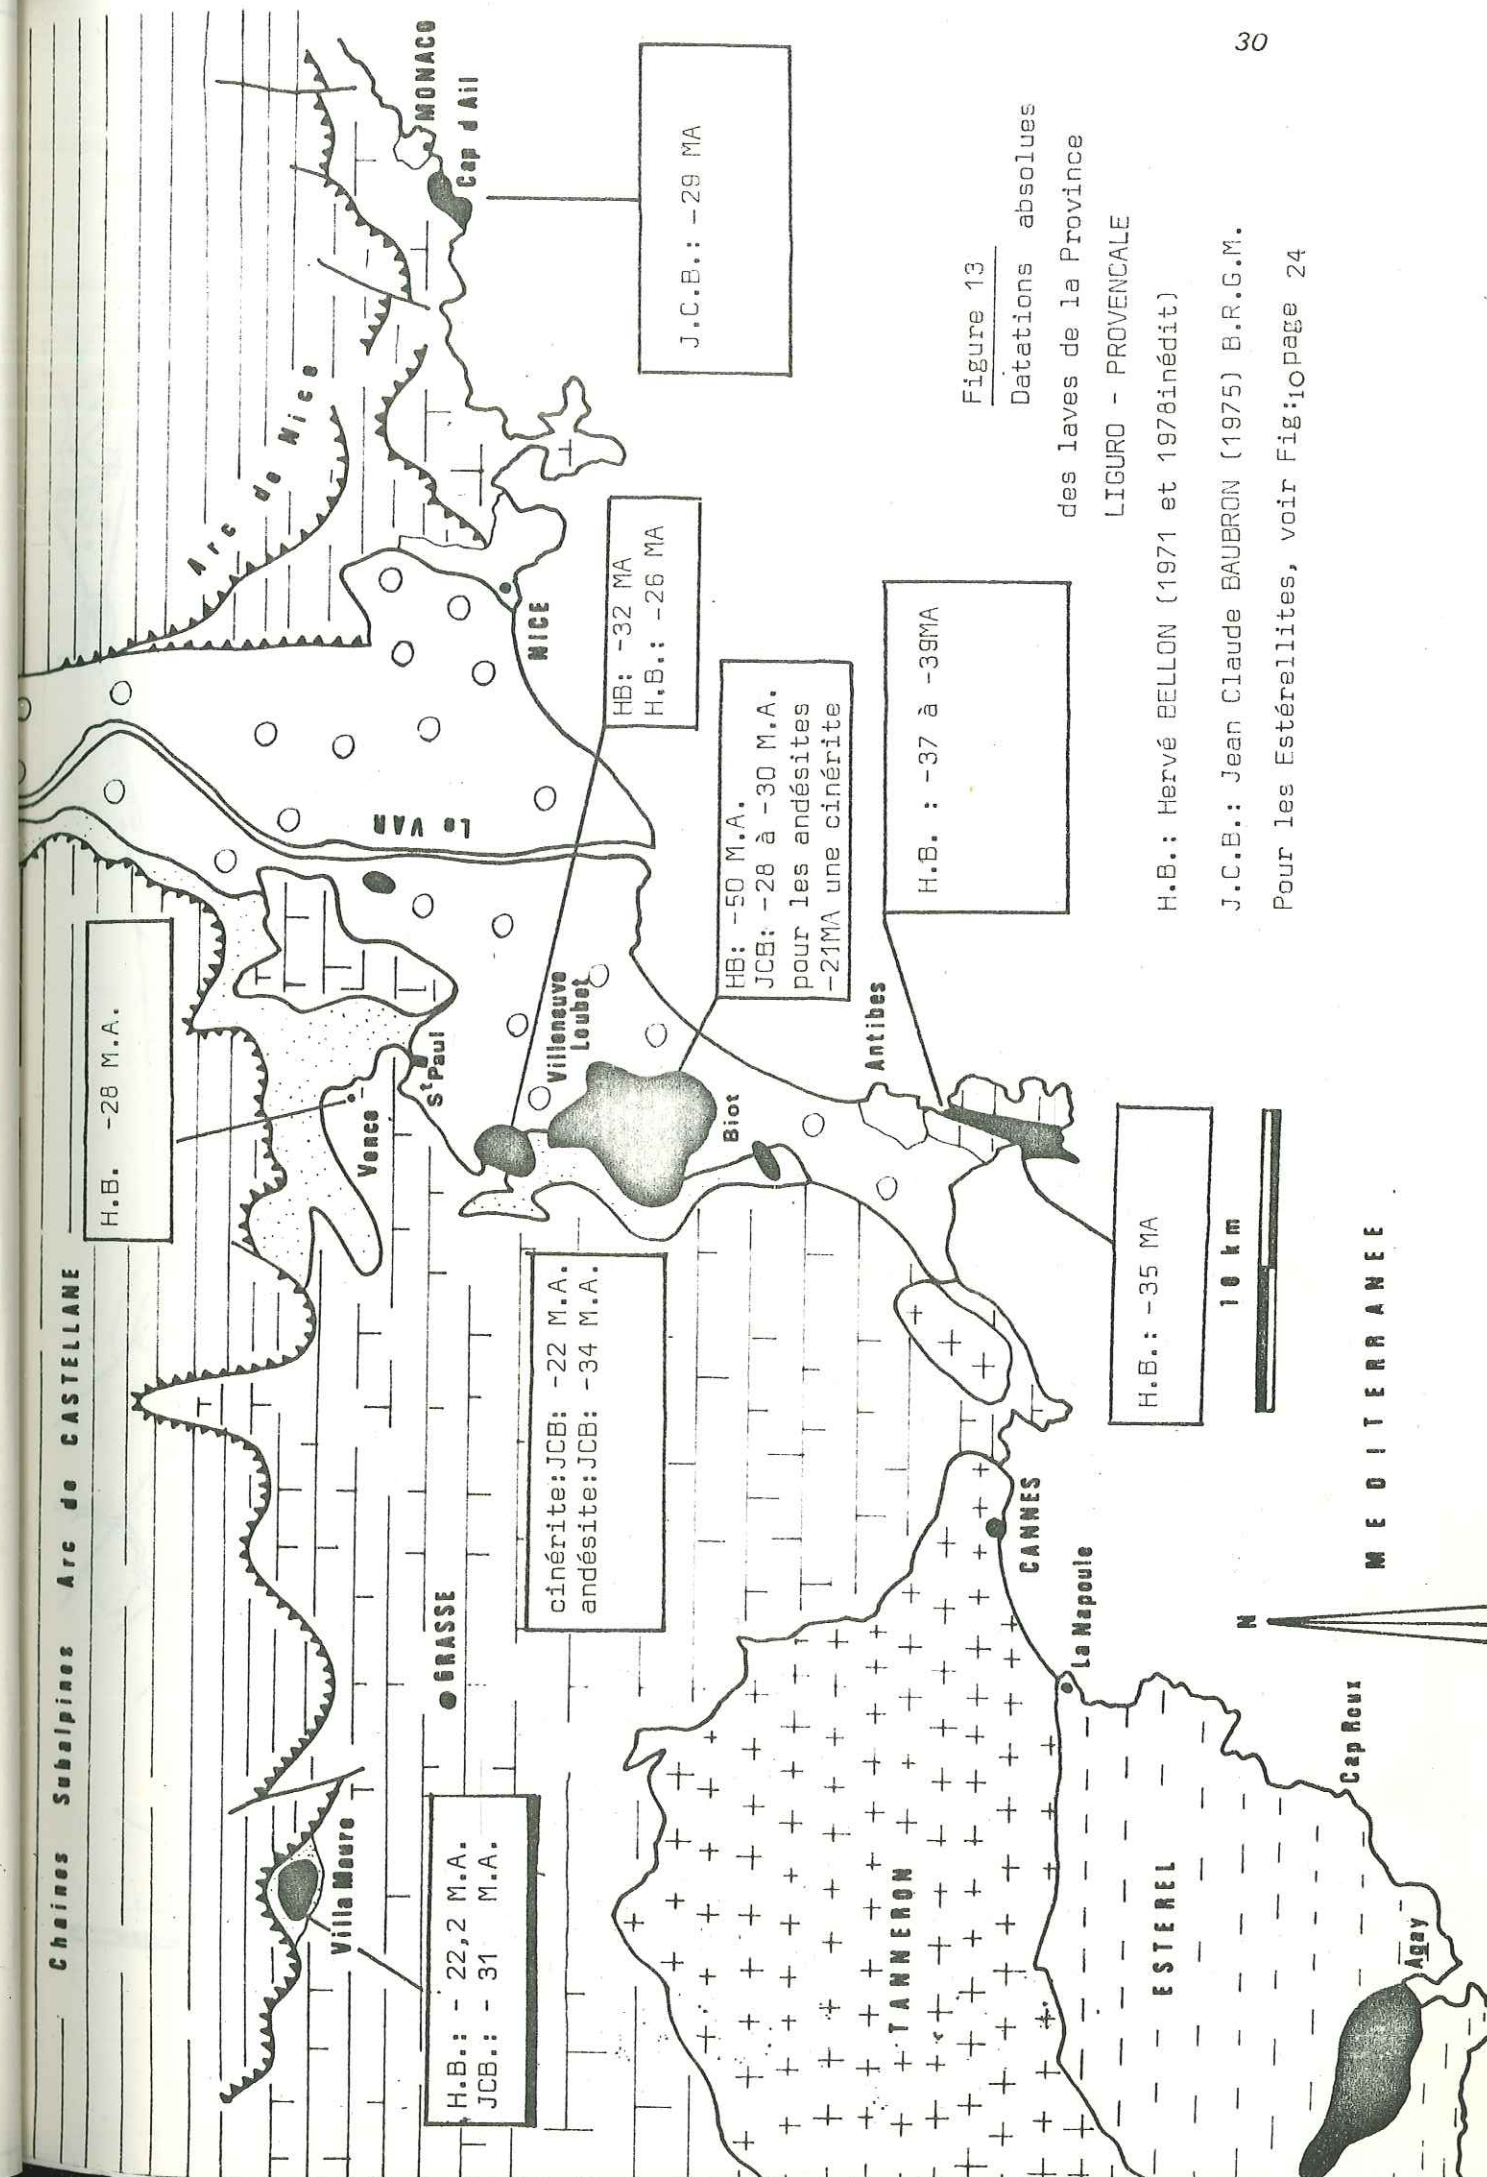 30
Chaines Subalpines Arc de CASTELLANE
Arc de Nice
MONACO
Cap d'Ail
J.C.B.: -29 MA
NICE
Le VAR
HB: -32 MA
H.B.: -26 MA
H.B. -28 M.A.
Vence
St Paul
Villeneuve
Loubet
HB: -50 M.A.
JCB: -28 à -30 M.A.
pour les andésites
-21MA une cinérite
Biot
Antibes
H.B. : -37 à -39MA
H.B.: -35 MA
cinérite:JCB: -22 M.A.
andésite:JCB: -34 M.A.
GRASSE
Villa Maure
H.B.: - 22,2 M.A.
JCB.: - 31 M.A.
CANNES
La Napoule
TANNERON
ESTEREL
Cap Roux
Agay
MEDITERRANEE
N
10 km
Figure 13
Datations absolues
des laves de la Province
LIGURO - PROVENCALE
H.B.: Hervé BELLON (1971 et 1978inédit)
J.C.B.: Jean Claude BAUBRON (1975) B.R.G.M.
Pour les Estérellites, voir Fig:10page 24